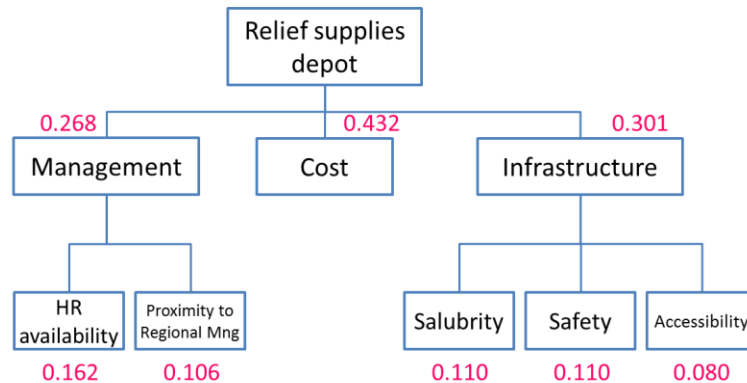 Relief supplies
depot
0.268
0.432
0.301
Management
Cost
Infrastructure
HR
availability
Proximity to
Regional Mng
Salubrity
Safety
Accessibility
0.162
0.106
0.110
0.110
0.080